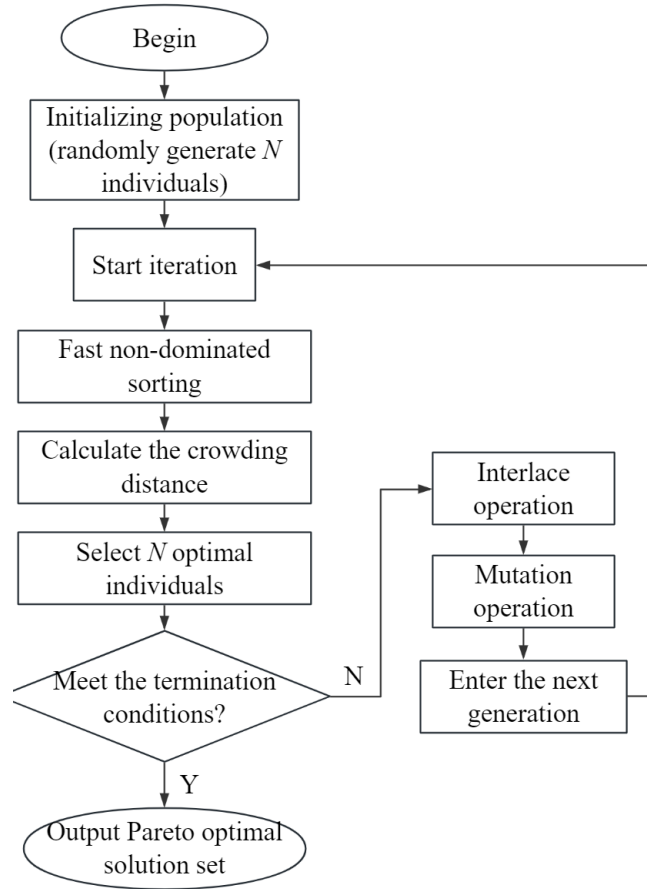 Begin
Initializing population
(randomly generate N
individuals)
Start iteration
Fast non-dominated
sorting
Calculate the crowding
distance
Select N optimal
individuals
Meet the termination
conditions?
N
Y
Output Pareto optimal
solution set
Interlace
operation
Mutation
operation
Enter the next
generation